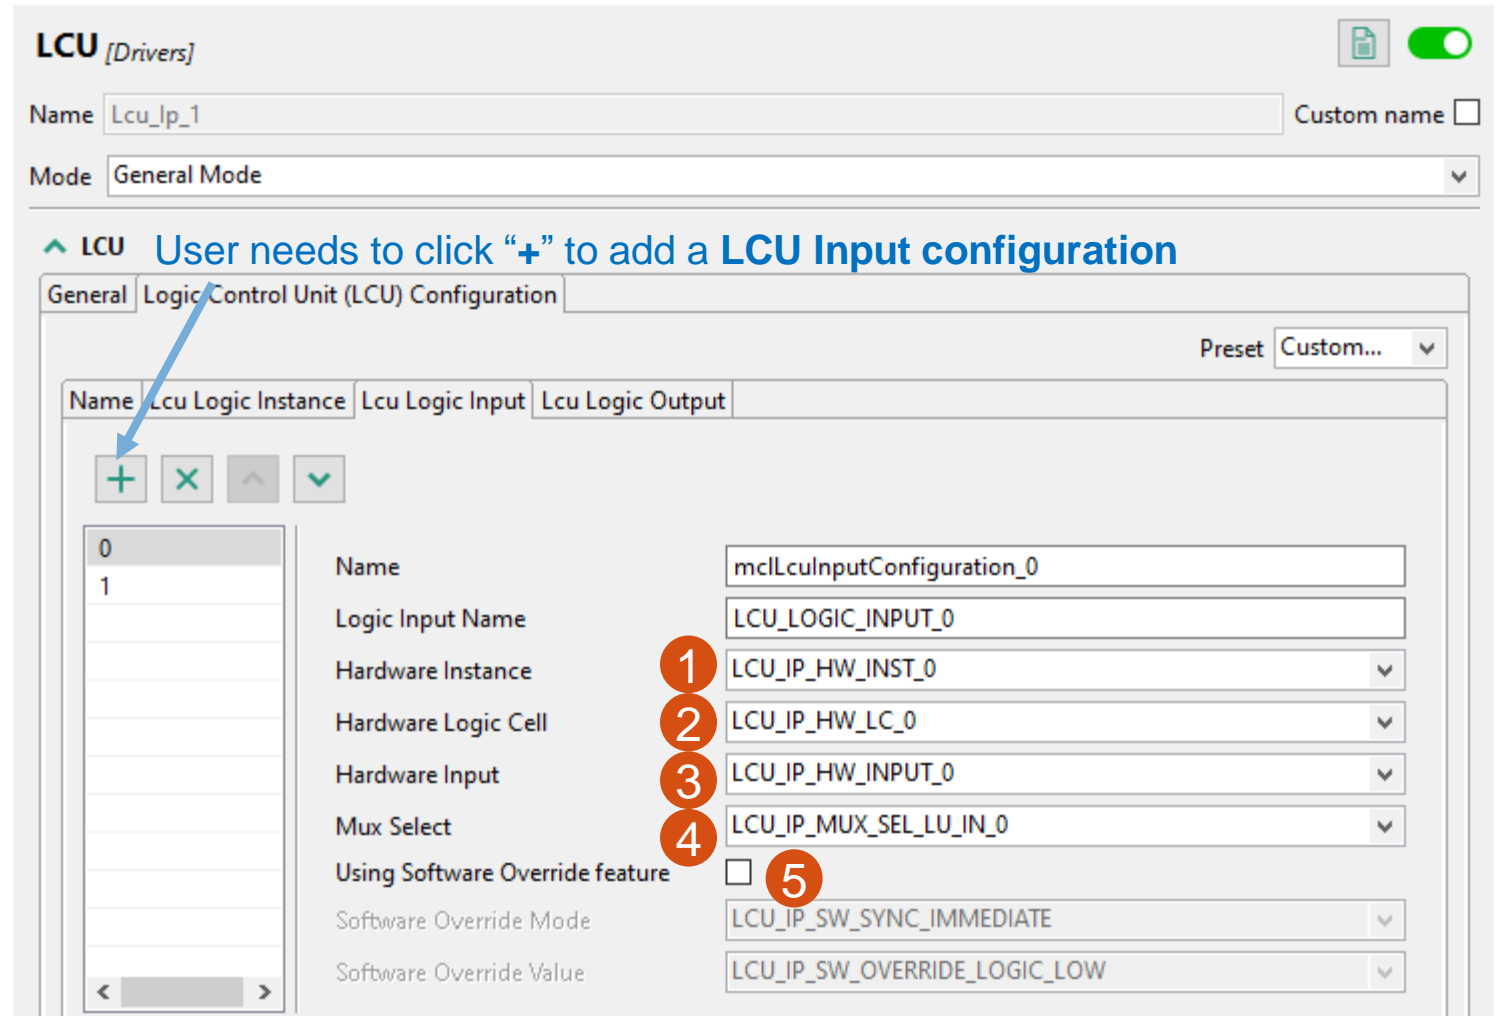 LCU [Drivers]
Name Lcu_Ip_1 Custom name
Mode General Mode
LCU User needs to click “+” to add a LCU Input configuration
General Logic Control Unit (LCU) Configuration
Preset Custom...
Name Lcu Logic Instance Lcu Logic Input Lcu Logic Output
0
1
Name mclLcuInputConfiguration_0
Logic Input Name LCU_LOGIC_INPUT_0
Hardware Instance 1 LCU_IP_HW_INST_0
Hardware Logic Cell 2 LCU_IP_HW_LC_0
Hardware Input 3 LCU_IP_HW_INPUT_0
Mux Select 4 LCU_IP_MUX_SEL_LU_IN_0
Using Software Override feature 5
Software Override Mode LCU_IP_SW_SYNC_IMMEDIATE
Software Override Value LCU_IP_SW_OVERRIDE_LOGIC_LOW